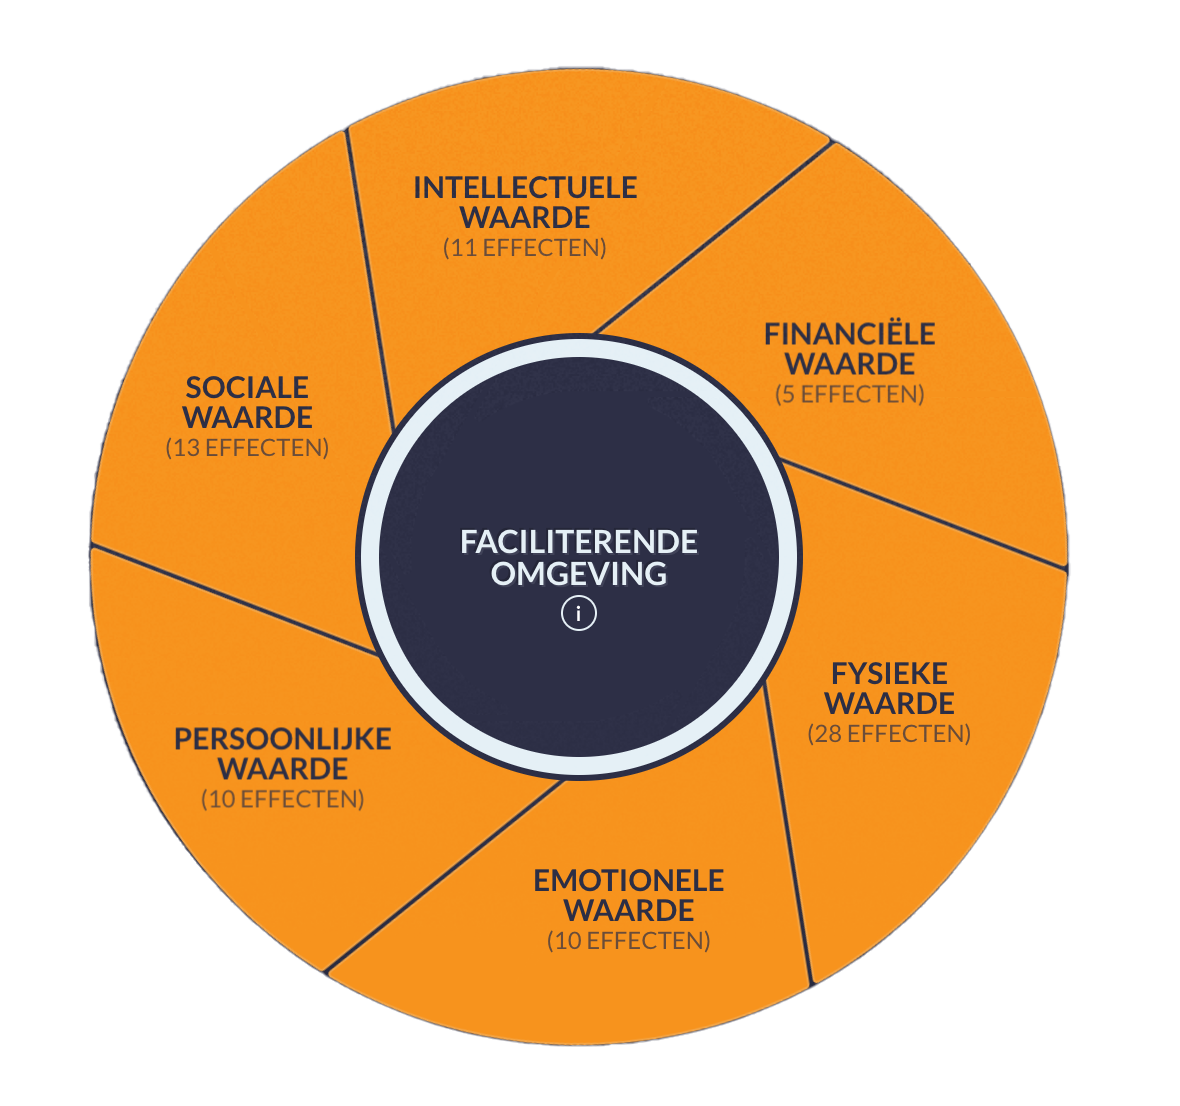 INTELLECTUELE
WAARDE
(11 EFFECTEN)
FINANCIËLE
WAARDE
(5 EFFECTEN)
SOCIALE
WAARDE
(13 EFFECTEN)
FACILITERENDE
OMGEVING
i
FYSIEKE
WAARDE
(28 EFFECTEN)
PERSOONLIJKE
WAARDE
(10 EFFECTEN)
EMOTIONELE
WAARDE
(10 EFFECTEN)